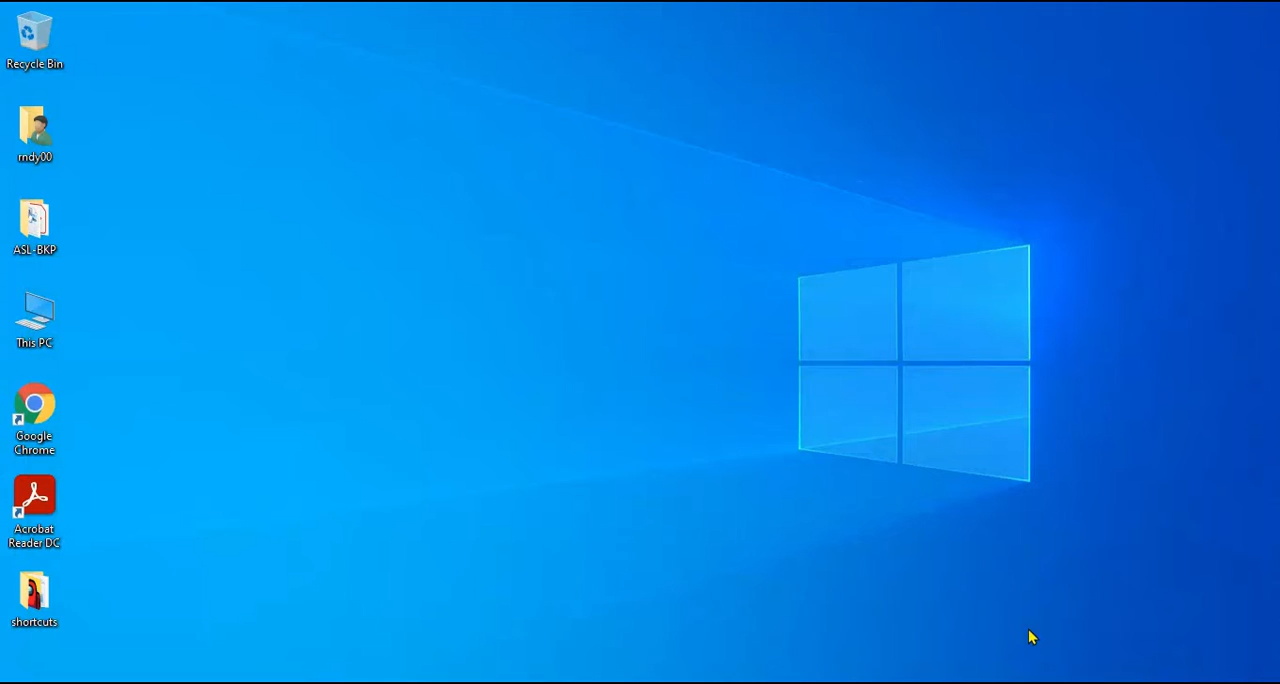 Recycle Bin
rndy00
ASL-BKP
This PC
Google
Chrome
Acrobat
Reader DC
shortcuts